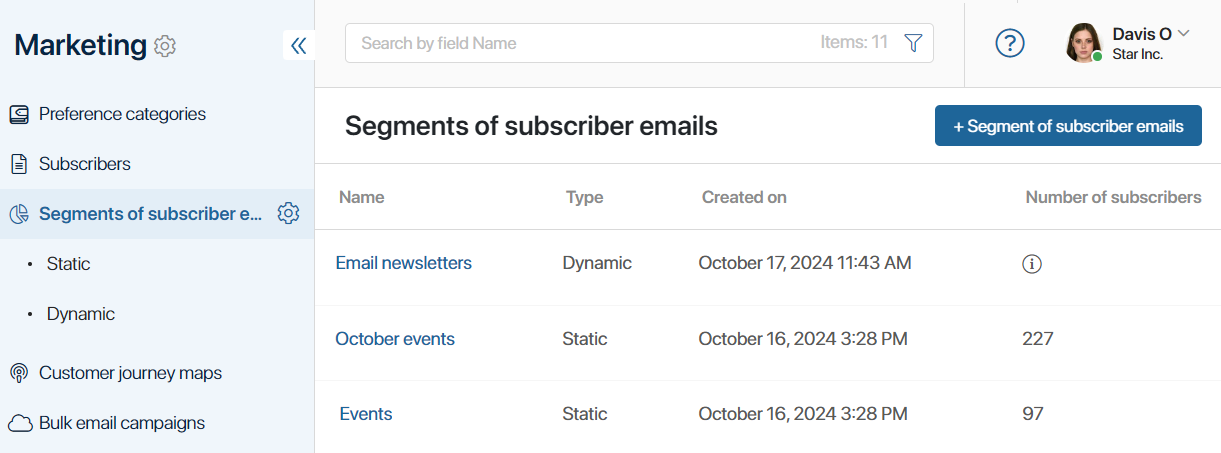 Marketing
Search by field Name
Items: 11
?
Davis O
Star Inc.
Preference categories
Subscribers
Segments of subscriber e...
Static
Dynamic
Customer journey maps
Bulk email campaigns
Segments of subscriber emails
+ Segment of subscriber emails
Name Type Created on Number of subscribers
Email newsletters Dynamic October 17, 2024 11:43 AM i
October events Static October 16, 2024 3:28 PM 227
Events Static October 16, 2024 3:28 PM 97